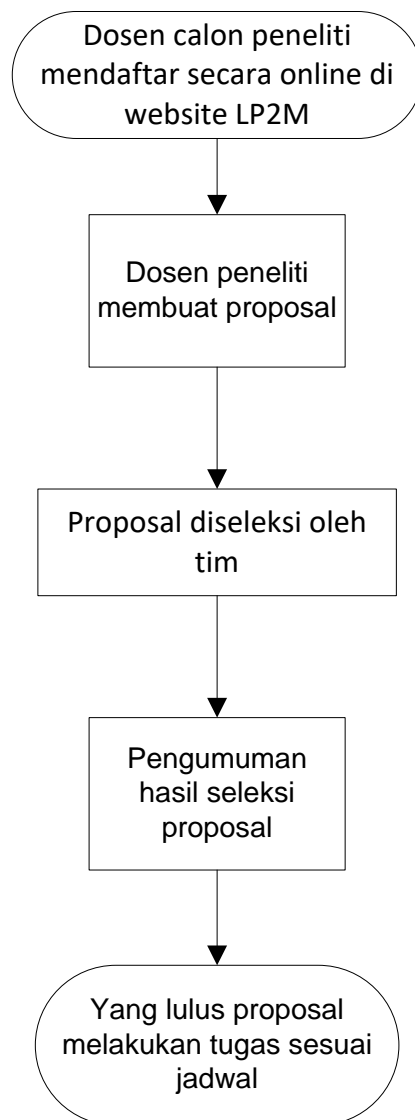 Dosen calon peneliti
mendaftar secara online di
website LP2M
Dosen peneliti
membuat proposal
Proposal diseleksi oleh
tim
Pengumuman
hasil seleksi
proposal
Yang lulus proposal
melakukan tugas sesuai
jadwal